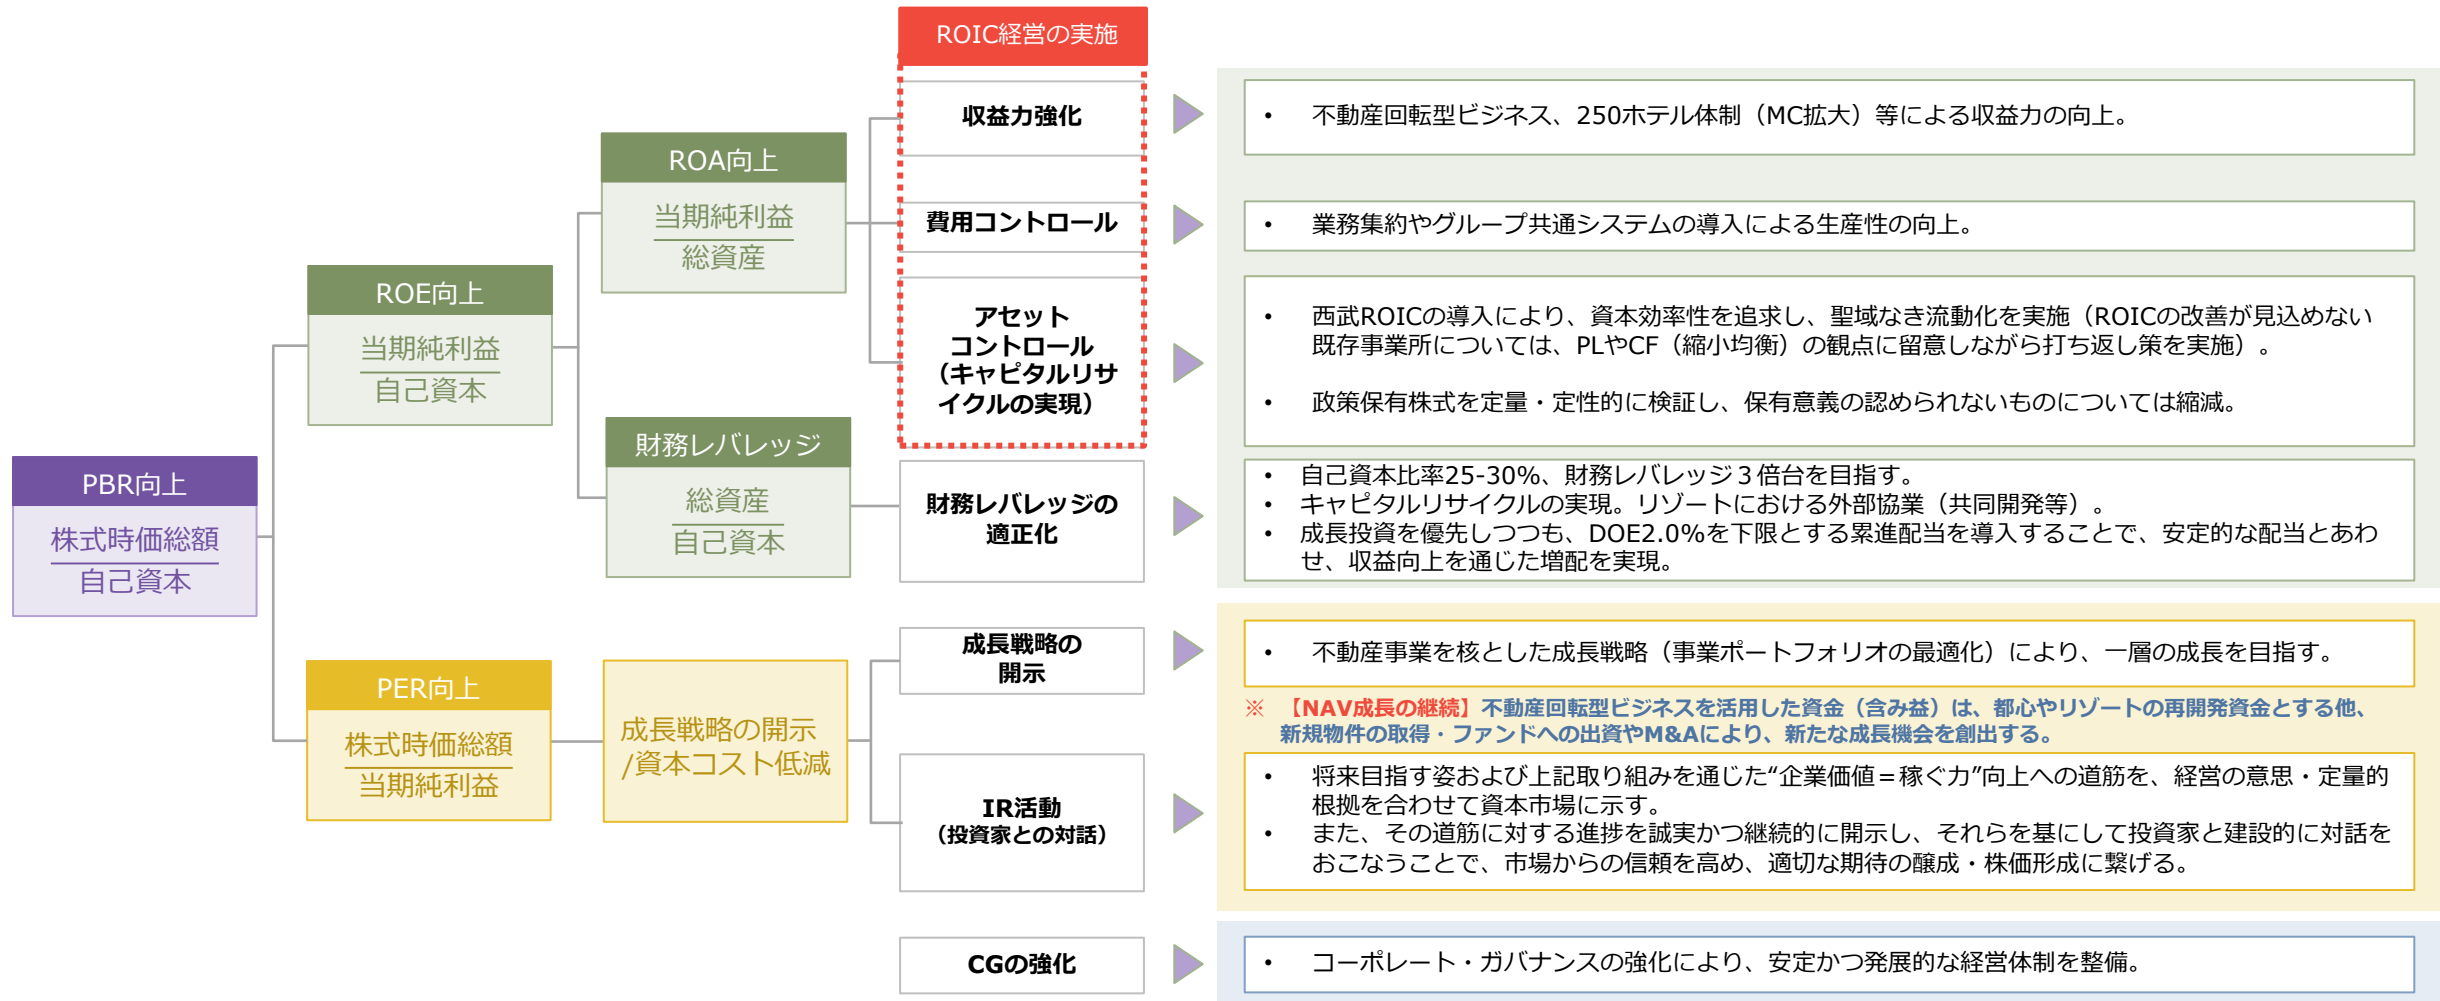 ROIC経営の実施
収益力強化
• 不動産回転型ビジネス、250ホテル体制（MC拡大）等による収益力の向上。
ROA向上
当期純利益
総資産
費用コントロール
• 業務集約やグループ共通システムの導入による生産性の向上。
ROE向上
当期純利益
自己資本
アセット
コントロール
（キャピタルリサ
イクルの実現）
• 西武ROICの導入により、資本効率性を追求し、聖域なき流動化を実施（ROICの改善が見込めない
既存事業所については、PLやCF（縮小均衡）の観点に留意しながら打ち返し策を実施）。
• 政策保有株式を定量・定性的に検証し、保有意義の認められないものについては縮減。
財務レバレッジ
総資産
自己資本
PBR向上
株式時価総額
自己資本
財務レバレッジの
適正化
• 自己資本比率25-30%、財務レバレッジ３倍台を目指す。
• キャピタルリサイクルの実現。リゾートにおける外部協業（共同開発等）。
• 成長投資を優先しつつも、DOE2.0%を下限とする累進配当を導入することで、安定的な配当とあわ
せ、収益向上を通じた増配を実現。
PER向上
株式時価総額
当期純利益
成長戦略の開示
/資本コスト低減
成長戦略の
開示
• 不動産事業を核とした成長戦略（事業ポートフォリオの最適化）により、一層の成長を目指す。
※ 【NAV成長の継続】不動産回転型ビジネスを活用した資金（含み益）は、都心やリゾートの再開発資金とする他、
新規物件の取得・ファンドへの出資やM&Aにより、新たな成長機会を創出する。
IR活動
（投資家との対話）
• 将来目指す姿および上記取り組みを通じた“企業価値＝稼ぐ力”向上への道筋を、経営の意思・定量的
根拠を合わせて資本市場に示す。
• また、その道筋に対する進捗を誠実かつ継続的に開示し、それらを基にして投資家と建設的に対話を
おこなうことで、市場からの信頼を高め、適切な期待の醸成・株価形成に繋げる。
CGの強化
• コーポレート・ガバナンスの強化により、安定かつ発展的な経営体制を整備。